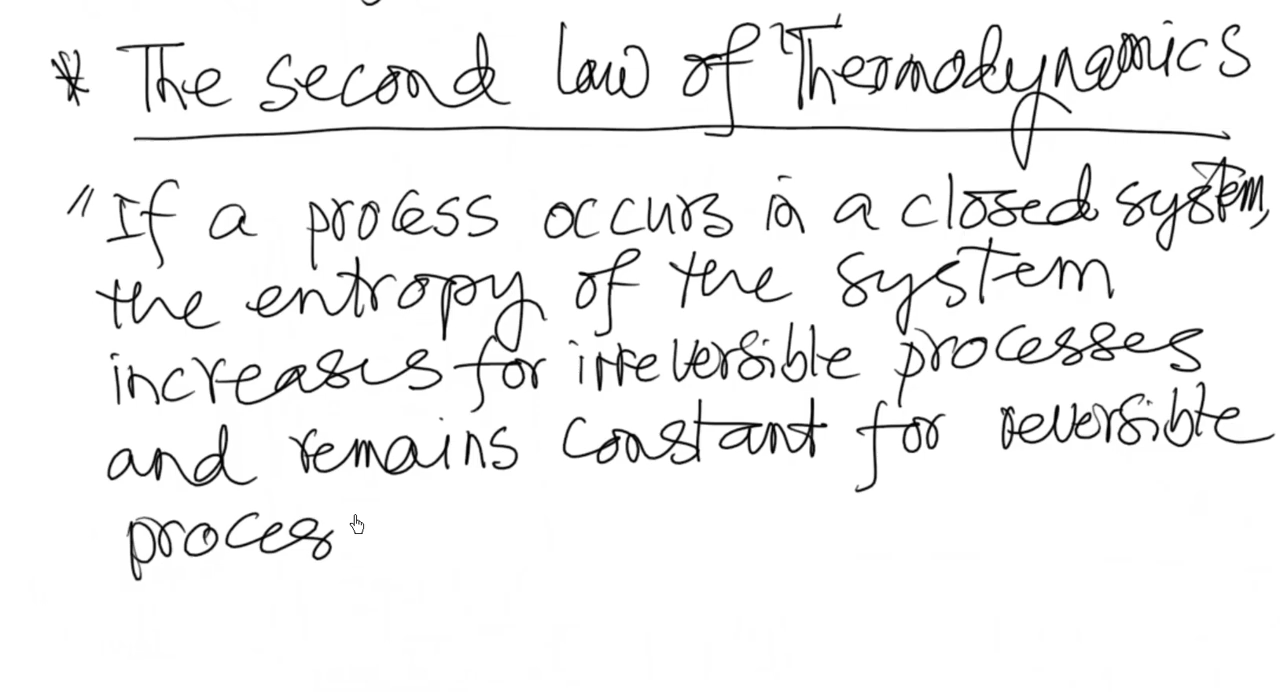 * The second law of Thermodynamics
"If a process occurs in a closed system,
the entropy of the system
increases for irreversible processes
and remains constant for reversible
proces